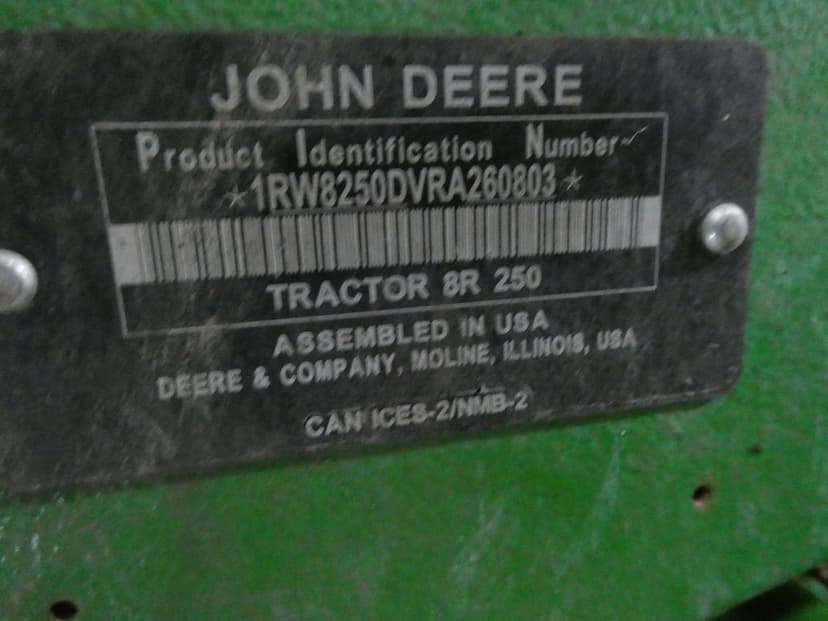 JOHN DEERE
Product Identification Number
*1RW8250DVRA260803*
TRACTOR 8R 250
ASSEMBLED IN USA
DEERE & COMPANY, MOLINE, ILLINOIS, USA
CAN ICES-2/NMB-2